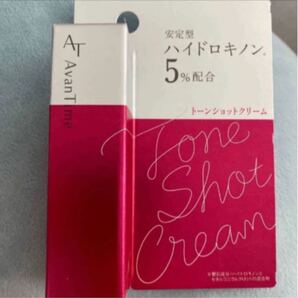 AT
AvanTime
安定型
ハイドロキノン※
5%配合
トーンショットクリーム
Tone
Shot
Cream